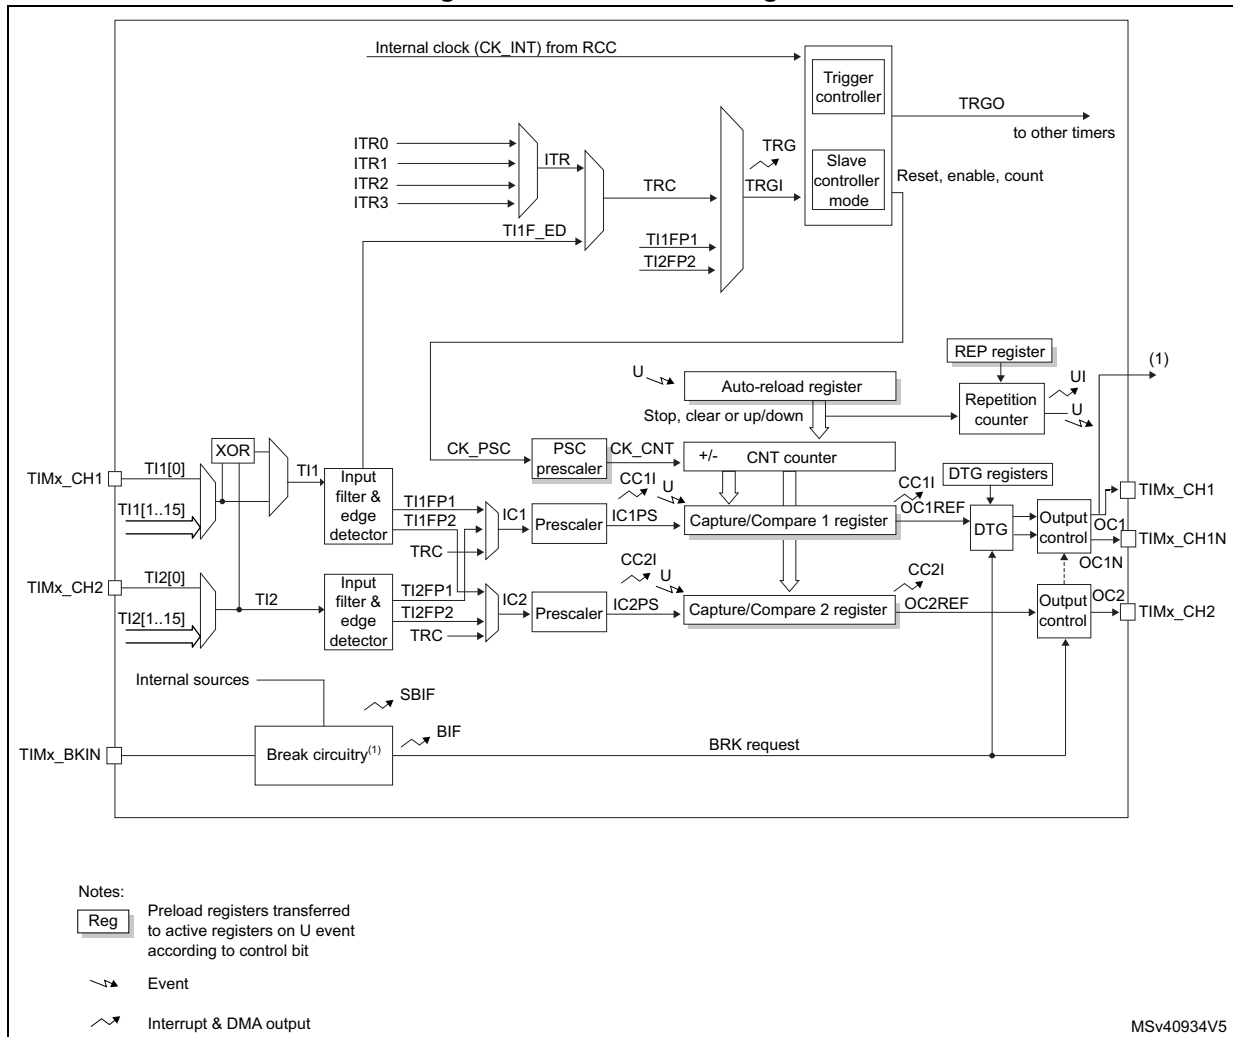 Internal clock (CK_INT) from RCC
Trigger
controller
TRGO
to other timers
ITR0
ITR1
ITR2
ITR3
ITR
TRG
TRC
TRGI
Slave
controller
mode
Reset, enable, count
TI1F_ED
TI1FP1
TI2FP2
REP register
(1)
U
Auto-reload register
UI
Stop, clear or up/down
Repetition
counter
U
XOR
CK_PSC
PSC
prescaler
CK_CNT
+/-
CNT counter
TIMx_CH1
TI1[0]
TI1
Input
filter &
edge
detector
TI1[1..15]
TI1FP1
TI1FP2
TRC
IC1
Prescaler
IC1PS
CC1I
U
Capture/Compare 1 register
CC1I
OC1REF
DTG registers
DTG
Output
control
OC1
TIMx_CH1
TIMx_CH1N
OC1N
TIMx_CH2
TI2[0]
TI2
TI2[1..15]
Input
filter &
edge
detector
TI2FP1
TI2FP2
TRC
IC2
Prescaler
IC2PS
CC2I
U
Capture/Compare 2 register
CC2I
OC2REF
Output
control
OC2
TIMx_CH2
Internal sources
SBIF
BIF
TIMx_BKIN
Break circuitry(1)
BRK request
Notes:
Reg
Preload registers transferred
to active registers on U event
according to control bit
Event
Interrupt & DMA output
MSv40934V5